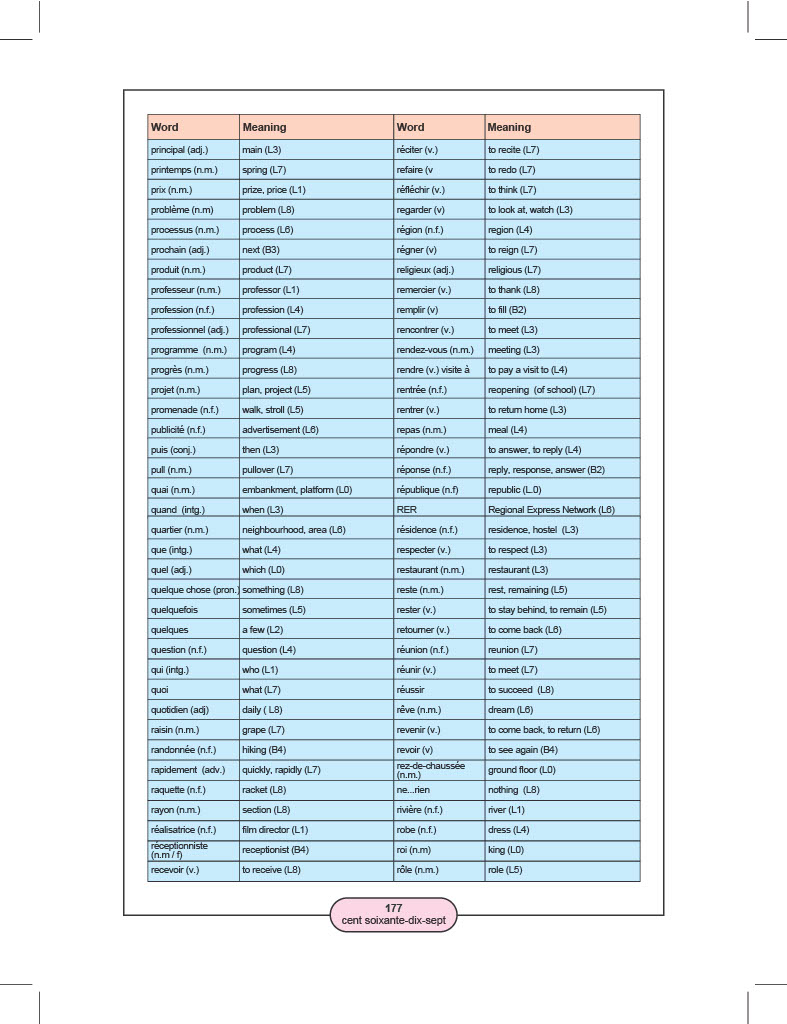 Word Meaning Word Meaning
principal (adj.) main (L3) réciter (v.) to recite (L7)
printemps (n.m.) spring (L7) refaire (v to redo (L7)
prix (n.m.) prize, price (L1) réfléchir (v.) to think (L7)
problème (n.m) problem (L8) regarder (v) to look at, watch (L3)
processus (n.m.) process (L6) région (n.f.) region (L4)
prochain (adj.) next (B3) régner (v) to reign (L7)
produit (n.m.) product (L7) religieux (adj.) religious (L7)
professeur (n.m.) professor (L1) remercier (v.) to thank (L8)
profession (n.f.) profession (L4) remplir (v) to fill (B2)
professionnel (adj.) professional (L7) rencontrer (v.) to meet (L3)
programme (n.m.) program (L4) rendez-vous (n.m.) meeting (L3)
progrès (n.m.) progress (L8) rendre (v.) visite à to pay a visit to (L4)
projet (n.m.) plan, project (L5) rentrée (n.f.) reopening (of school) (L7)
promenade (n.f.) walk, stroll (L5) rentrer (v.) to return home (L3)
publicité (n.f.) advertisement (L6) repas (n.m.) meal (L4)
puis (conj.) then (L3) répondre (v.) to answer, to reply (L4)
pull (n.m.) pullover (L7) réponse (n.f.) reply, response, answer (B2)
quai (n.m.) embankment, platform (L0) république (n.f) republic (L.0)
quand (intg.) when (L3) RER Regional Express Network (L6)
quartier (n.m.) neighbourhood, area (L6) résidence (n.f.) residence, hostel (L3)
que (intg.) what (L4) respecter (v.) to respect (L3)
quel (adj.) which (L0) restaurant (n.m.) restaurant (L3)
quelque chose (pron.) something (L8) reste (n.m.) rest, remaining (L5)
quelquefois sometimes (L5) rester (v.) to stay behind, to remain (L5)
quelques a few (L2) retourner (v.) to come back (L6)
question (n.f.) question (L4) réunion (n.f.) reunion (L7)
qui (intg.) who (L1) réunir (v.) to meet (L7)
quoi what (L7) réussir to succeed (L8)
quotidien (adj) daily ( L8) rêve (n.m.) dream (L6)
raisin (n.m.) grape (L7) revenir (v.) to come back, to return (L6)
randonnée (n.f.) hiking (B4) revoir (v) to see again (B4)
rapidement (adv.) quickly, rapidly (L7) rez-de-chaussée (n.m.) ground floor (L0)
raquette (n.f.) racket (L8) ne...rien nothing (L8)
rayon (n.m.) section (L8) rivière (n.f.) river (L1)
réalisatrice (n.f.) film director (L1) robe (n.f.) dress (L4)
réceptionniste (n.m / f) receptionist (B4) roi (n.m) king (L0)
recevoir (v.) to receive (L8) rôle (n.m.) role (L5)
177
cent soixante-dix-sept